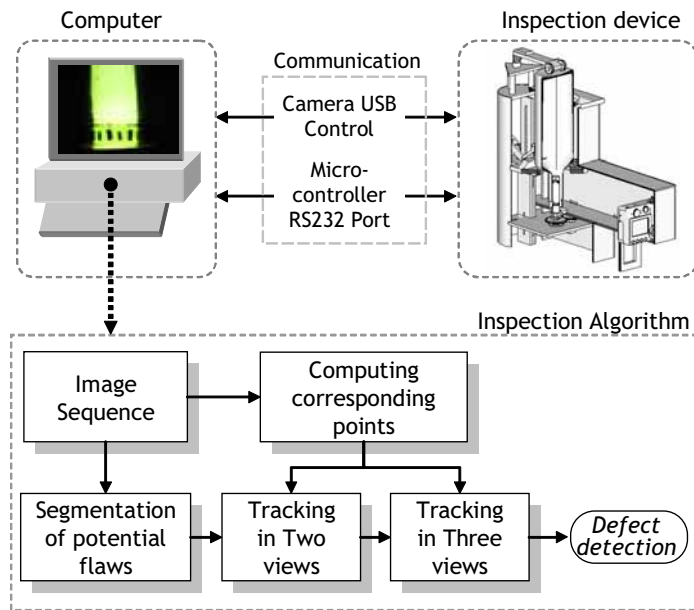 Computer
Inspection device
Communication
Camera USB
Control
Micro-
controller
RS232 Port
Inspection Algorithm
Image
Sequence
Computing
corresponding
points
Segmentation
of potential
flaws
Tracking
in Two
views
Tracking
in Three
views
Defect
detection